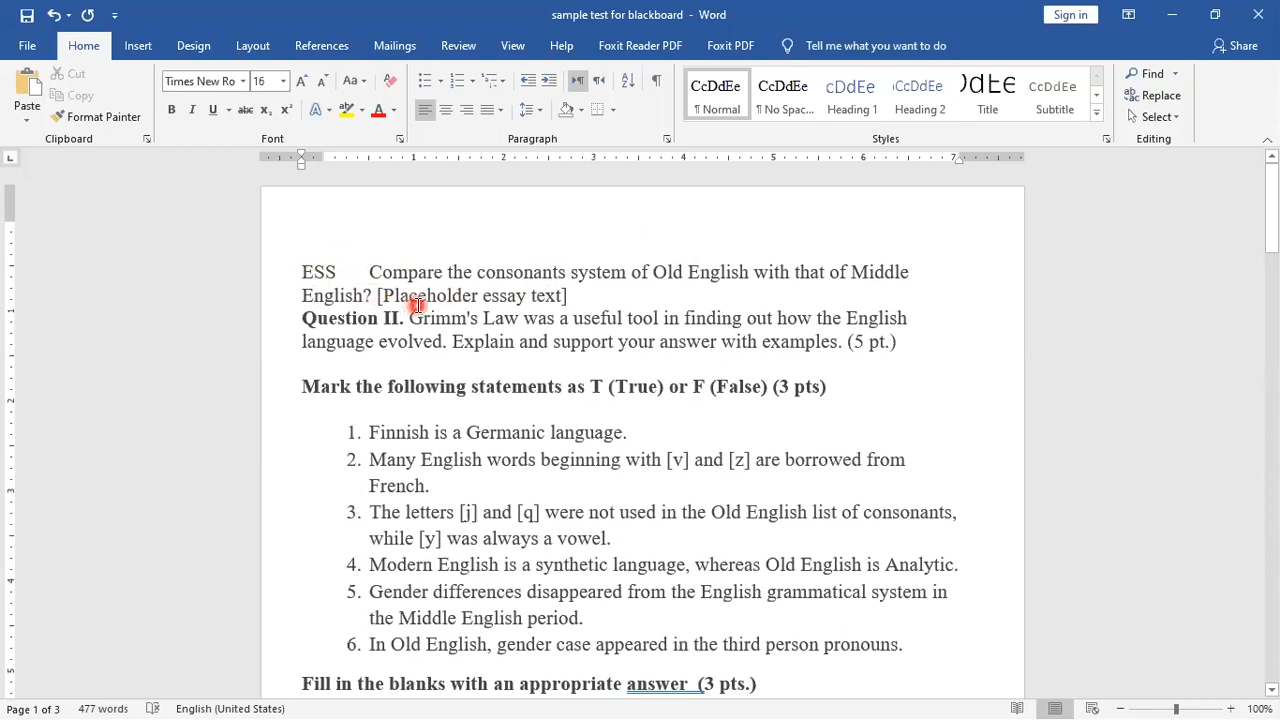 sample test for blackboard - Word
Sign in
File Home Insert Design Layout References Mailings Review View Help Foxit Reader PDF Foxit PDF Tell me what you want to do Share
Paste
Cut
Copy
Format Painter
Clipboard
Times New Ro 16
Font
Paragraph
CcDdEe ¶ Normal
CcDdEe ¶ No Spac...
cDdEe Heading 1
CcDdEe Heading 2
CcD Title
CcDdEe Subtitle
Styles
Find
Replace
Select
Editing
1 2 3 4 5 6 7
ESS Compare the consonants system of Old English with that of Middle
English? [Placeholder essay text]
Question II. Grimm's Law was a useful tool in finding out how the English
language evolved. Explain and support your answer with examples. (5 pt.)
Mark the following statements as T (True) or F (False) (3 pts)
1. Finnish is a Germanic language.
2. Many English words beginning with [v] and [z] are borrowed from
French.
3. The letters [j] and [q] were not used in the Old English list of consonants,
while [y] was always a vowel.
4. Modern English is a synthetic language, whereas Old English is Analytic.
5. Gender differences disappeared from the English grammatical system in
the Middle English period.
6. In Old English, gender case appeared in the third person pronouns.
Fill in the blanks with an appropriate answer (3 pts.)
Page 1 of 3 477 words English (United States) 100%